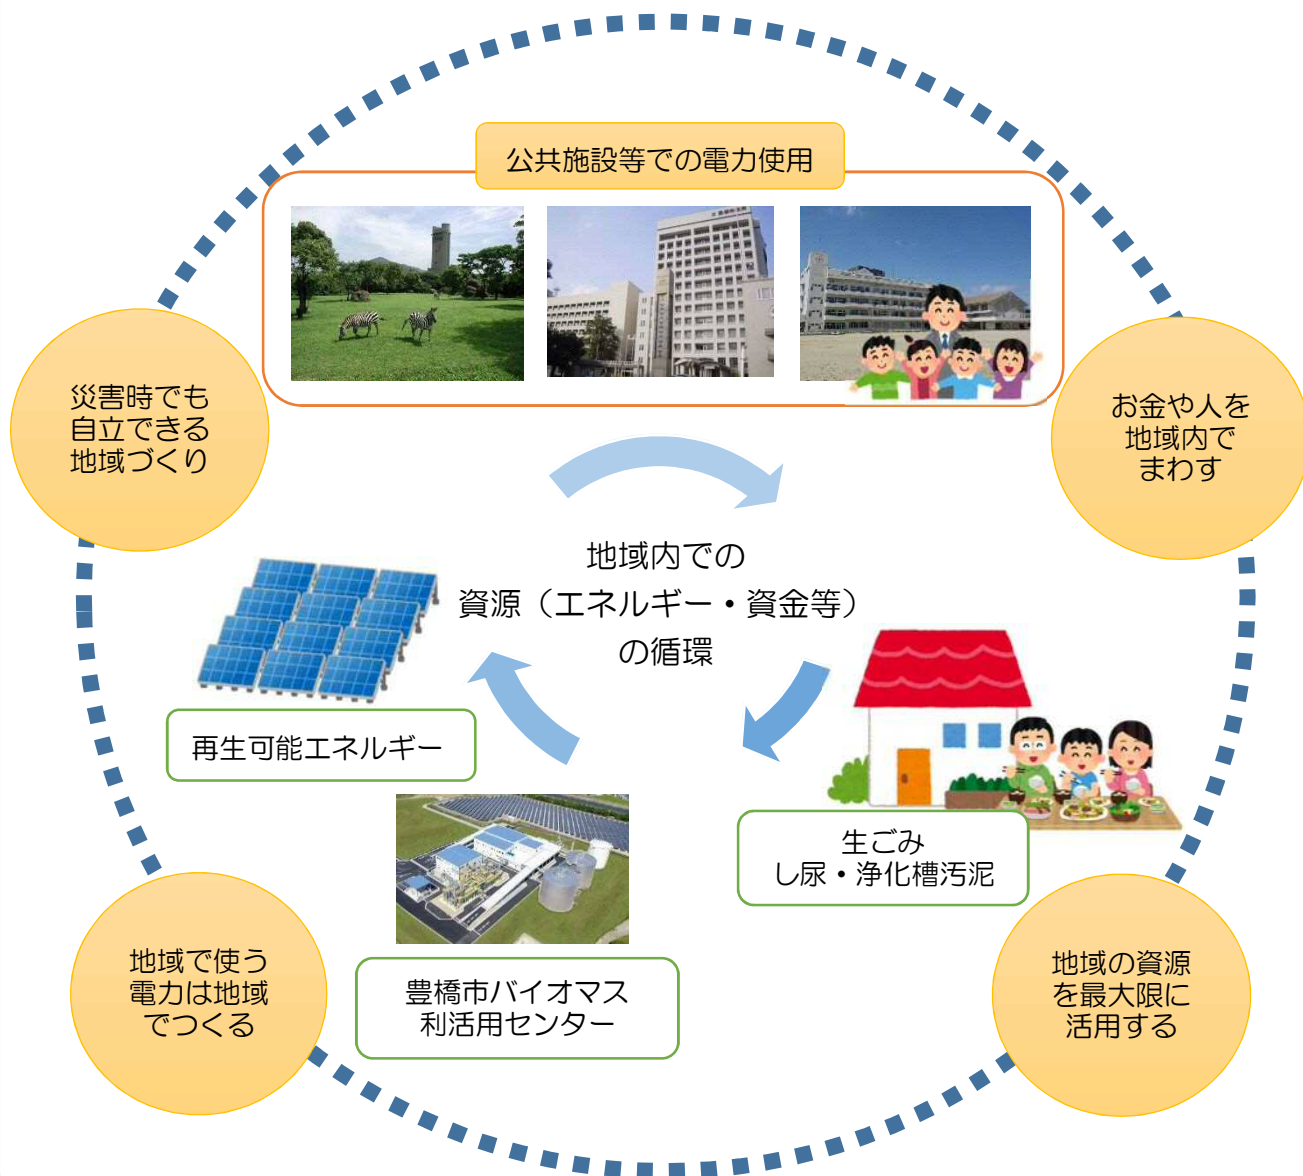 公共施設等での電力使用
災害時でも
自立できる
地域づくり
お金や人を
地域内で
まわす
地域内での
資源（エネルギー・資金等）
の循環
再生可能エネルギー
生ごみ
し尿・浄化槽汚泥
豊橋市バイオマス
利活用センター
地域で使う
電力は地域
でつくる
地域の資源
を最大限に
活用する